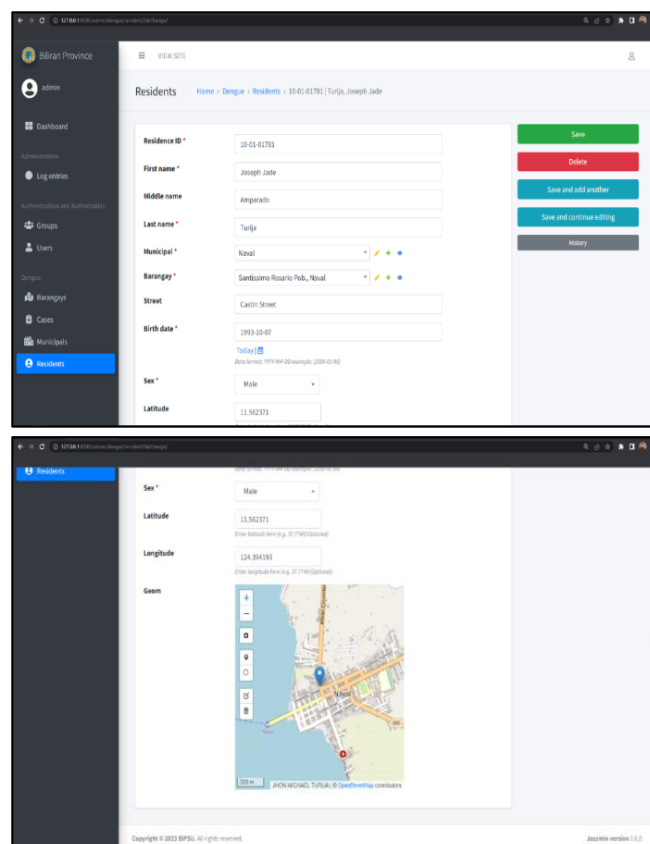 Biliran Province
VIEW SITE
admin
Residents Home › Dengue › Residents › 10-01-01781 | Turija, Joseph Jade
Dashboard
Administration
Log entries
Authentication and Authorization
Groups
Users
Dengue
Barangays
Cases
Municipals
Residents
Residence ID * 10-01-01781
First name * Joseph Jade
Middle name Amparado
Last name * Turija
Municipal * Naval
Barangay * Santissimo Rosario Pob., Naval
Street Castin Street
Birth date * 1993-10-07
Today |
Sex * Male
Latitude 11.562371
Save
Delete
Save and add another
Save and continue editing
History
Residents
Sex * Male
Latitude 11.562371
Longitude 124.394193
Geom
+
−
Naval
JHON MICHAEL TURIJA | © OpenStreetMap contributors
Copyright © 2023 BIPSU. All rights reserved.
Jazzmin version 2.6.0